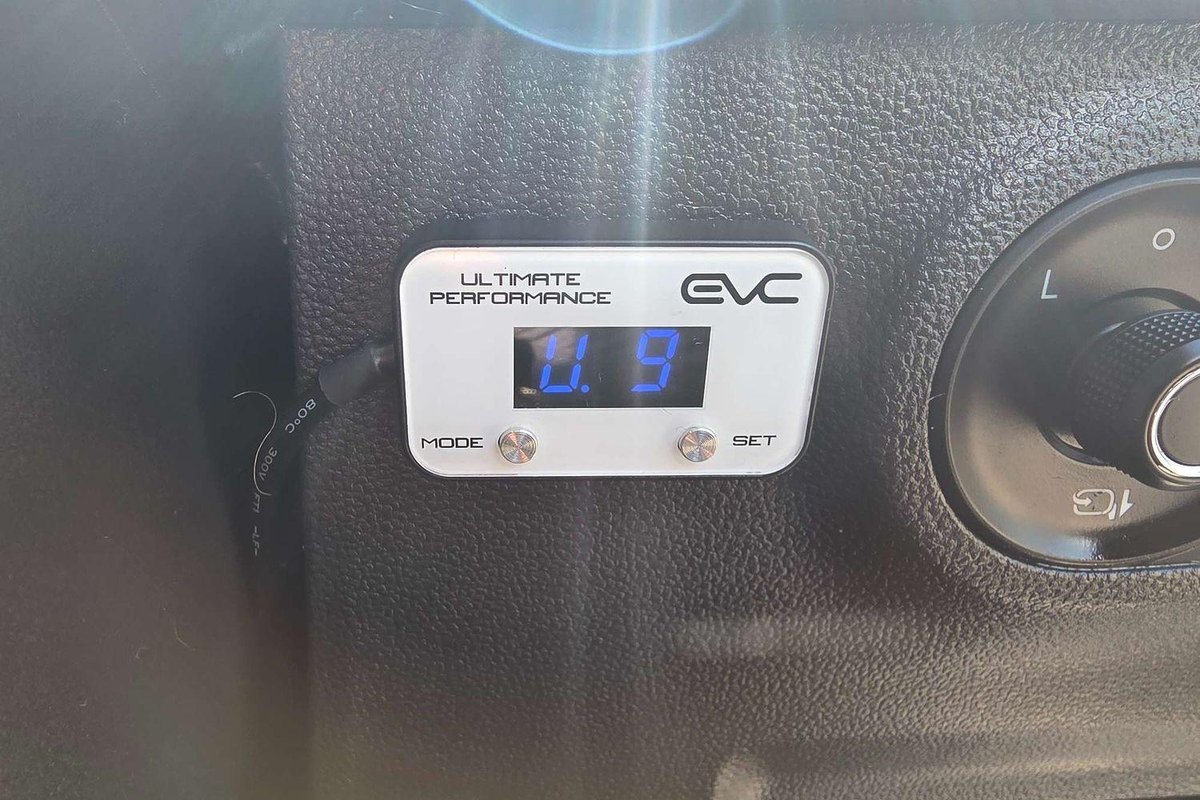 ULTIMATE
PERFORMANCE
EVC
U. 9
MODE
SET
80°C
300V
L
O